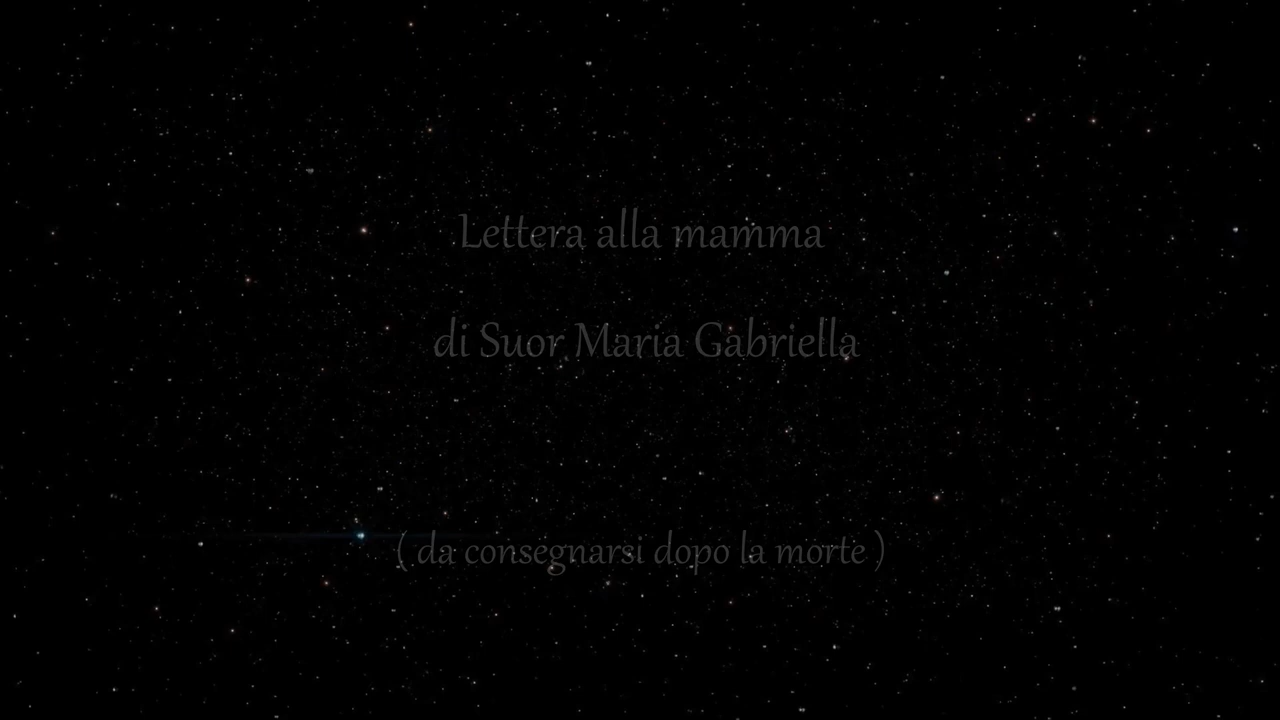 Lettera alla mamma
di Suor Maria Gabriella
( da consegnarsi dopo la morte )